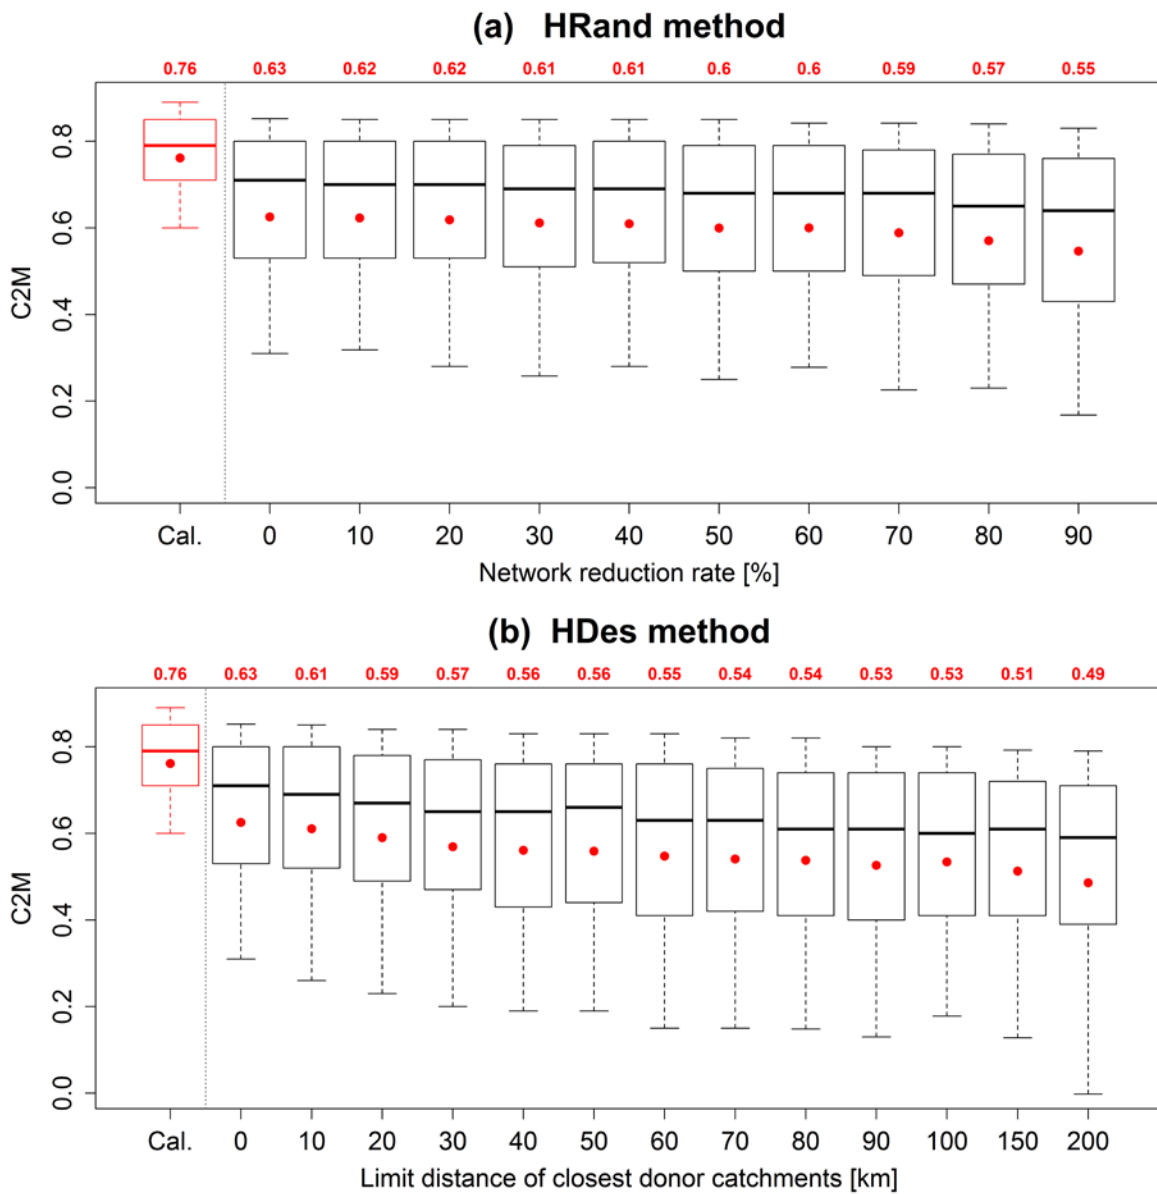 (a) HRand method
0.76 0.63 0.62 0.62 0.61 0.61 0.6 0.6 0.59 0.57 0.55
0.8
0.6
0.4
0.2
0.0
C2M
Cal. 0 10 20 30 40 50 60 70 80 90
Network reduction rate [%]
(b) HDes method
0.76 0.63 0.61 0.59 0.57 0.56 0.56 0.55 0.54 0.54 0.53 0.53 0.51 0.49
0.8
0.6
0.4
0.2
0.0
C2M
Cal. 0 10 20 30 40 50 60 70 80 90 100 150 200
Limit distance of closest donor catchments [km]